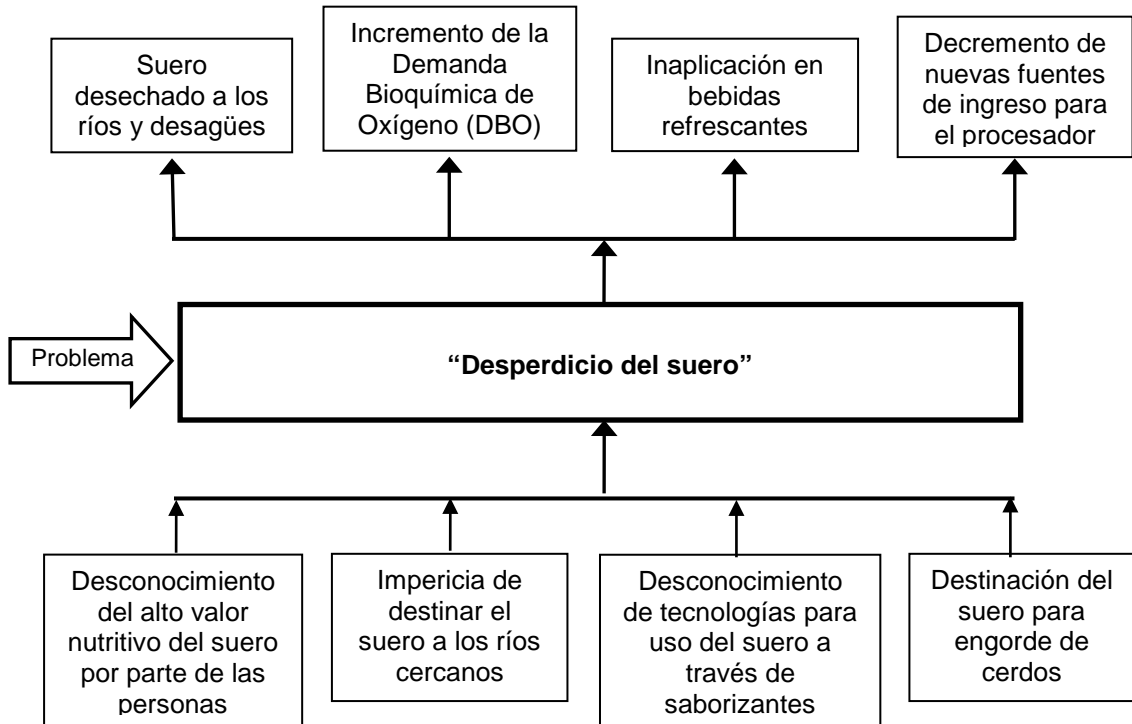 Suero
desechado a los
ríos y desagües
Incremento de la
Demanda
Bioquímica de
Oxígeno (DBO)
Inaplicación en
bebidas
refrescantes
Decremento de
nuevas fuentes
de ingreso para
el procesador
Problema
“Desperdicio del suero”
Desconocimiento
del alto valor
nutritivo del suero
por parte de las
personas
Impericia de
destinar el
suero a los ríos
cercanos
Desconocimiento
de tecnologías para
uso del suero a
través de
saborizantes
Destinación del
suero para
engorde de
cerdos